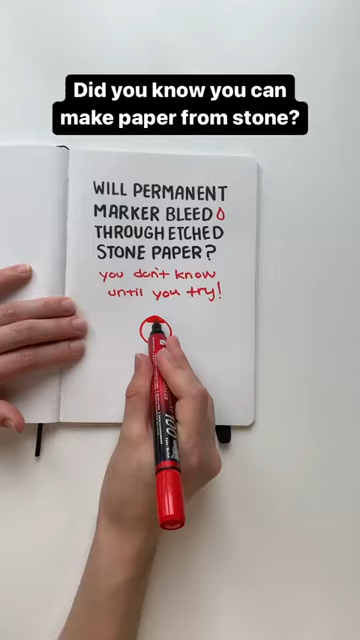 Did you know you can
make paper from stone?
WILL PERMANENT
MARKER BLEED
THROUGH ETCHED
STONE PAPER?
you don't know
until you try!
100